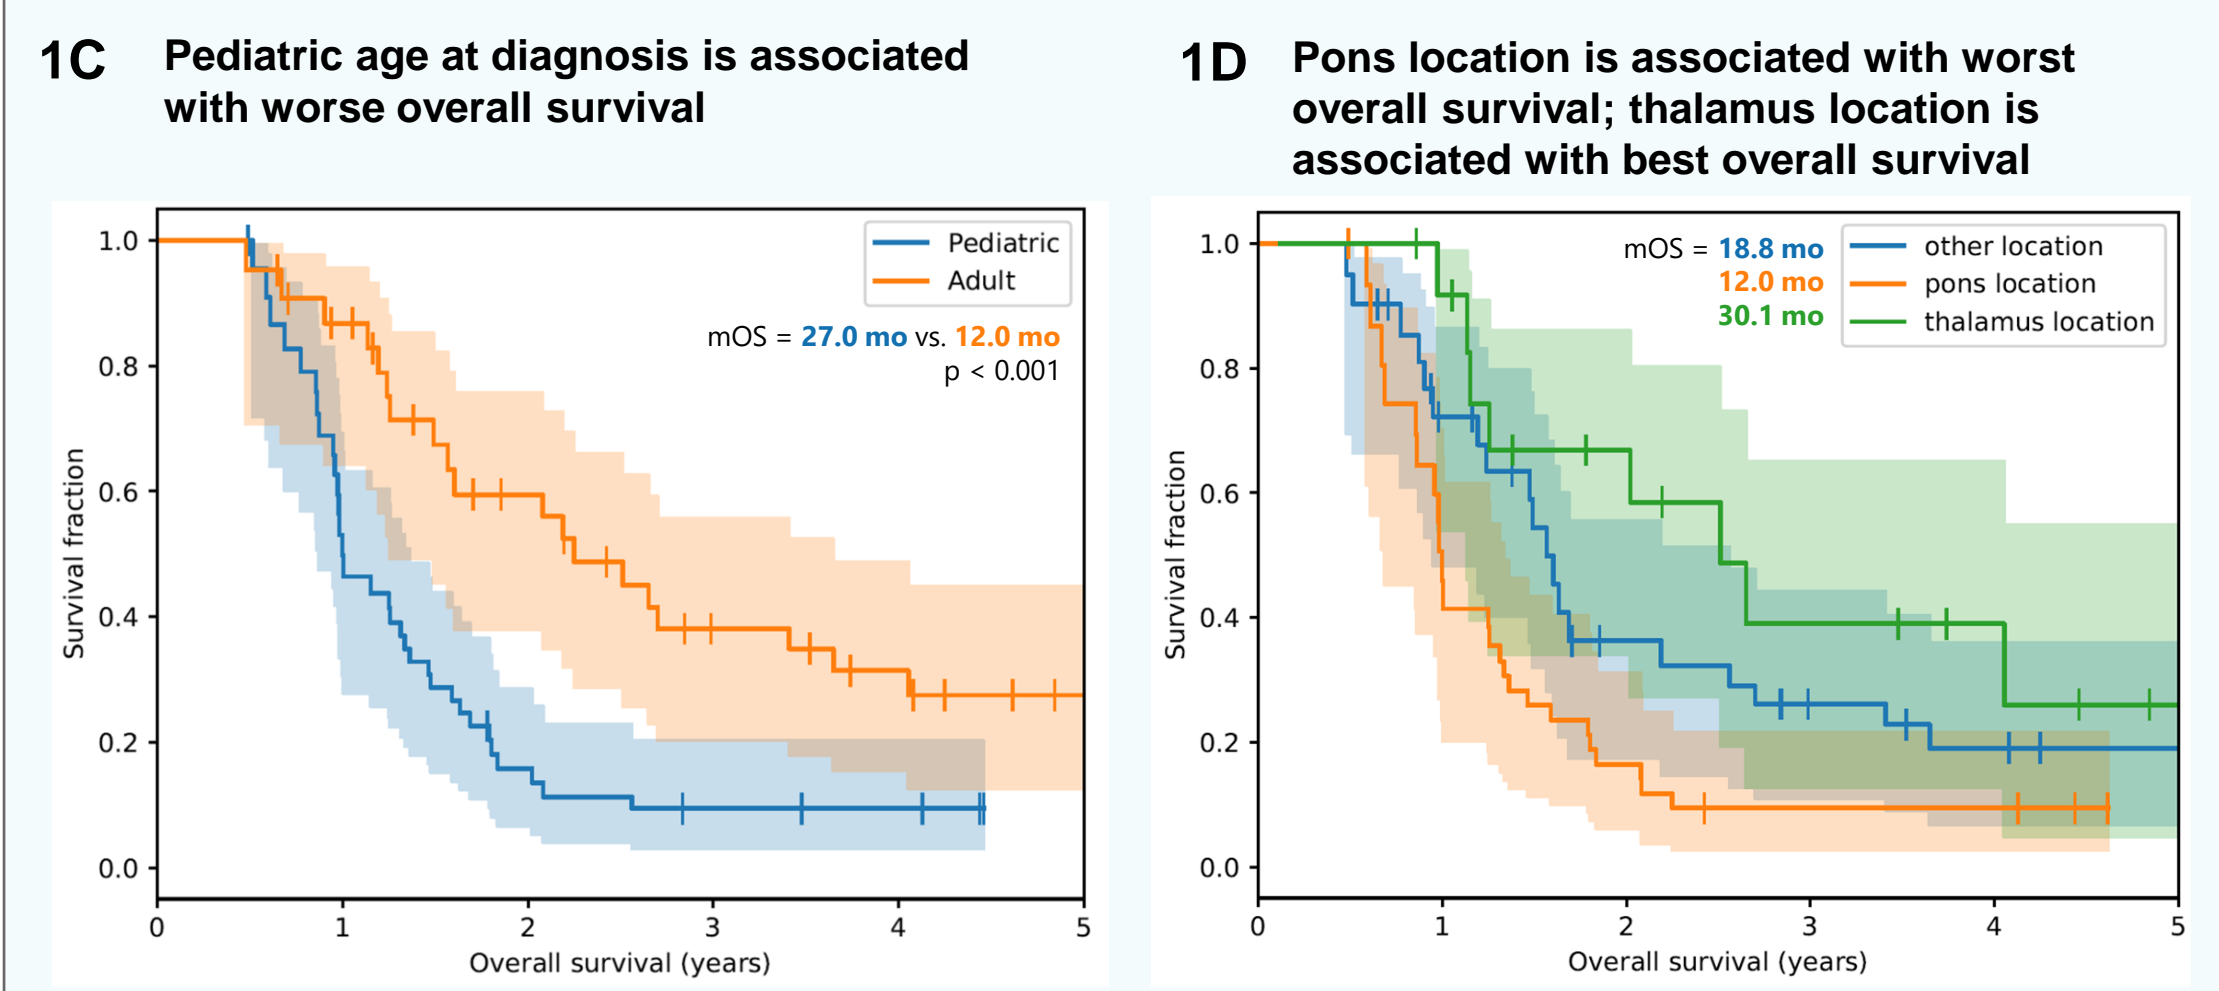 1C
Pediatric age at diagnosis is associated
with worse overall survival
Pediatric
Adult
mOS = 27.0 mo vs. 12.0 mo
p < 0.001
Survival fraction
1.0
0.8
0.6
0.4
0.2
0.0
0 1 2 3 4 5
Overall survival (years)
1D
Pons location is associated with worst
overall survival; thalamus location is
associated with best overall survival
mOS = 18.8 mo
12.0 mo
30.1 mo
other location
pons location
thalamus location
Survival fraction
1.0
0.8
0.6
0.4
0.2
0.0
0 1 2 3 4 5
Overall survival (years)